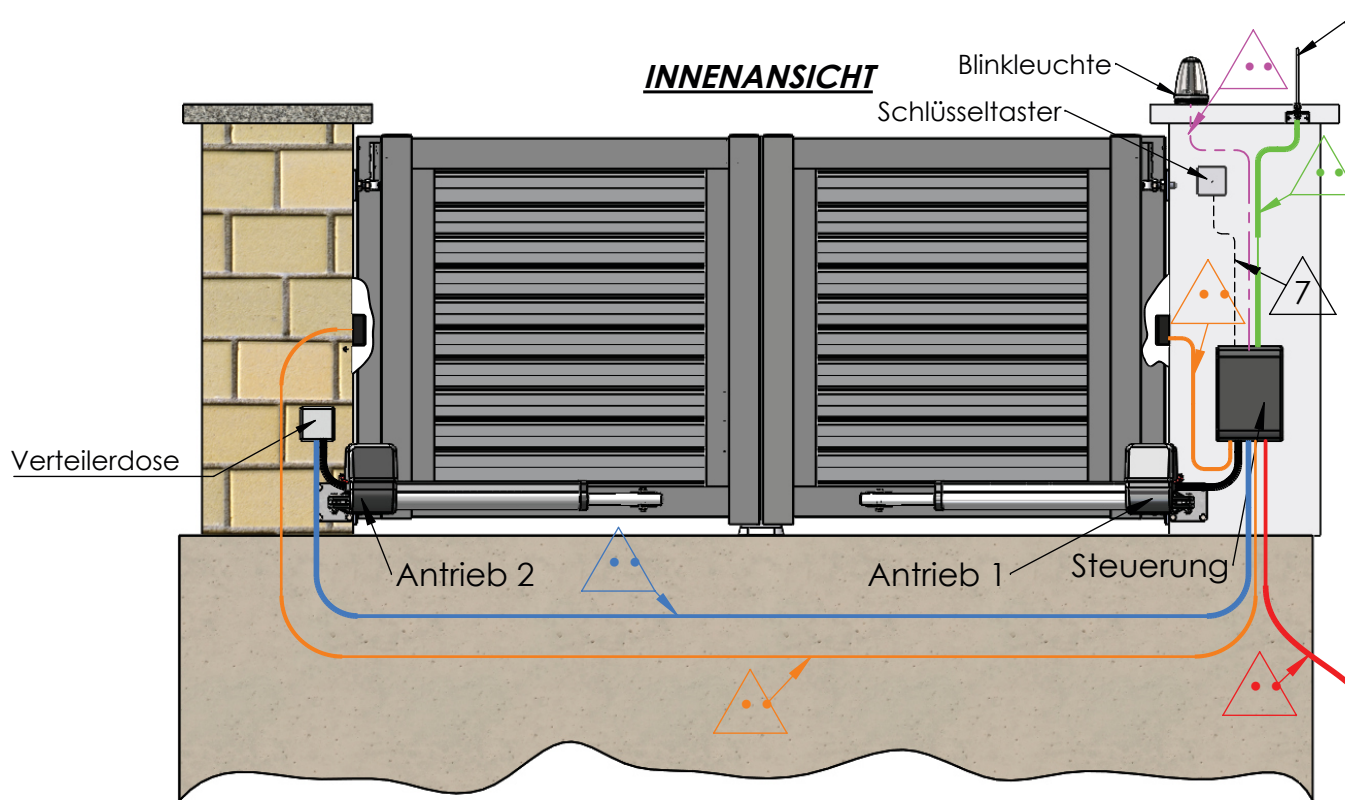 INNENANSICHT
Blinkleuchte
Schlüsseltaster
7
Verteilerdose
Antrieb 2
Antrieb 1
Steuerung